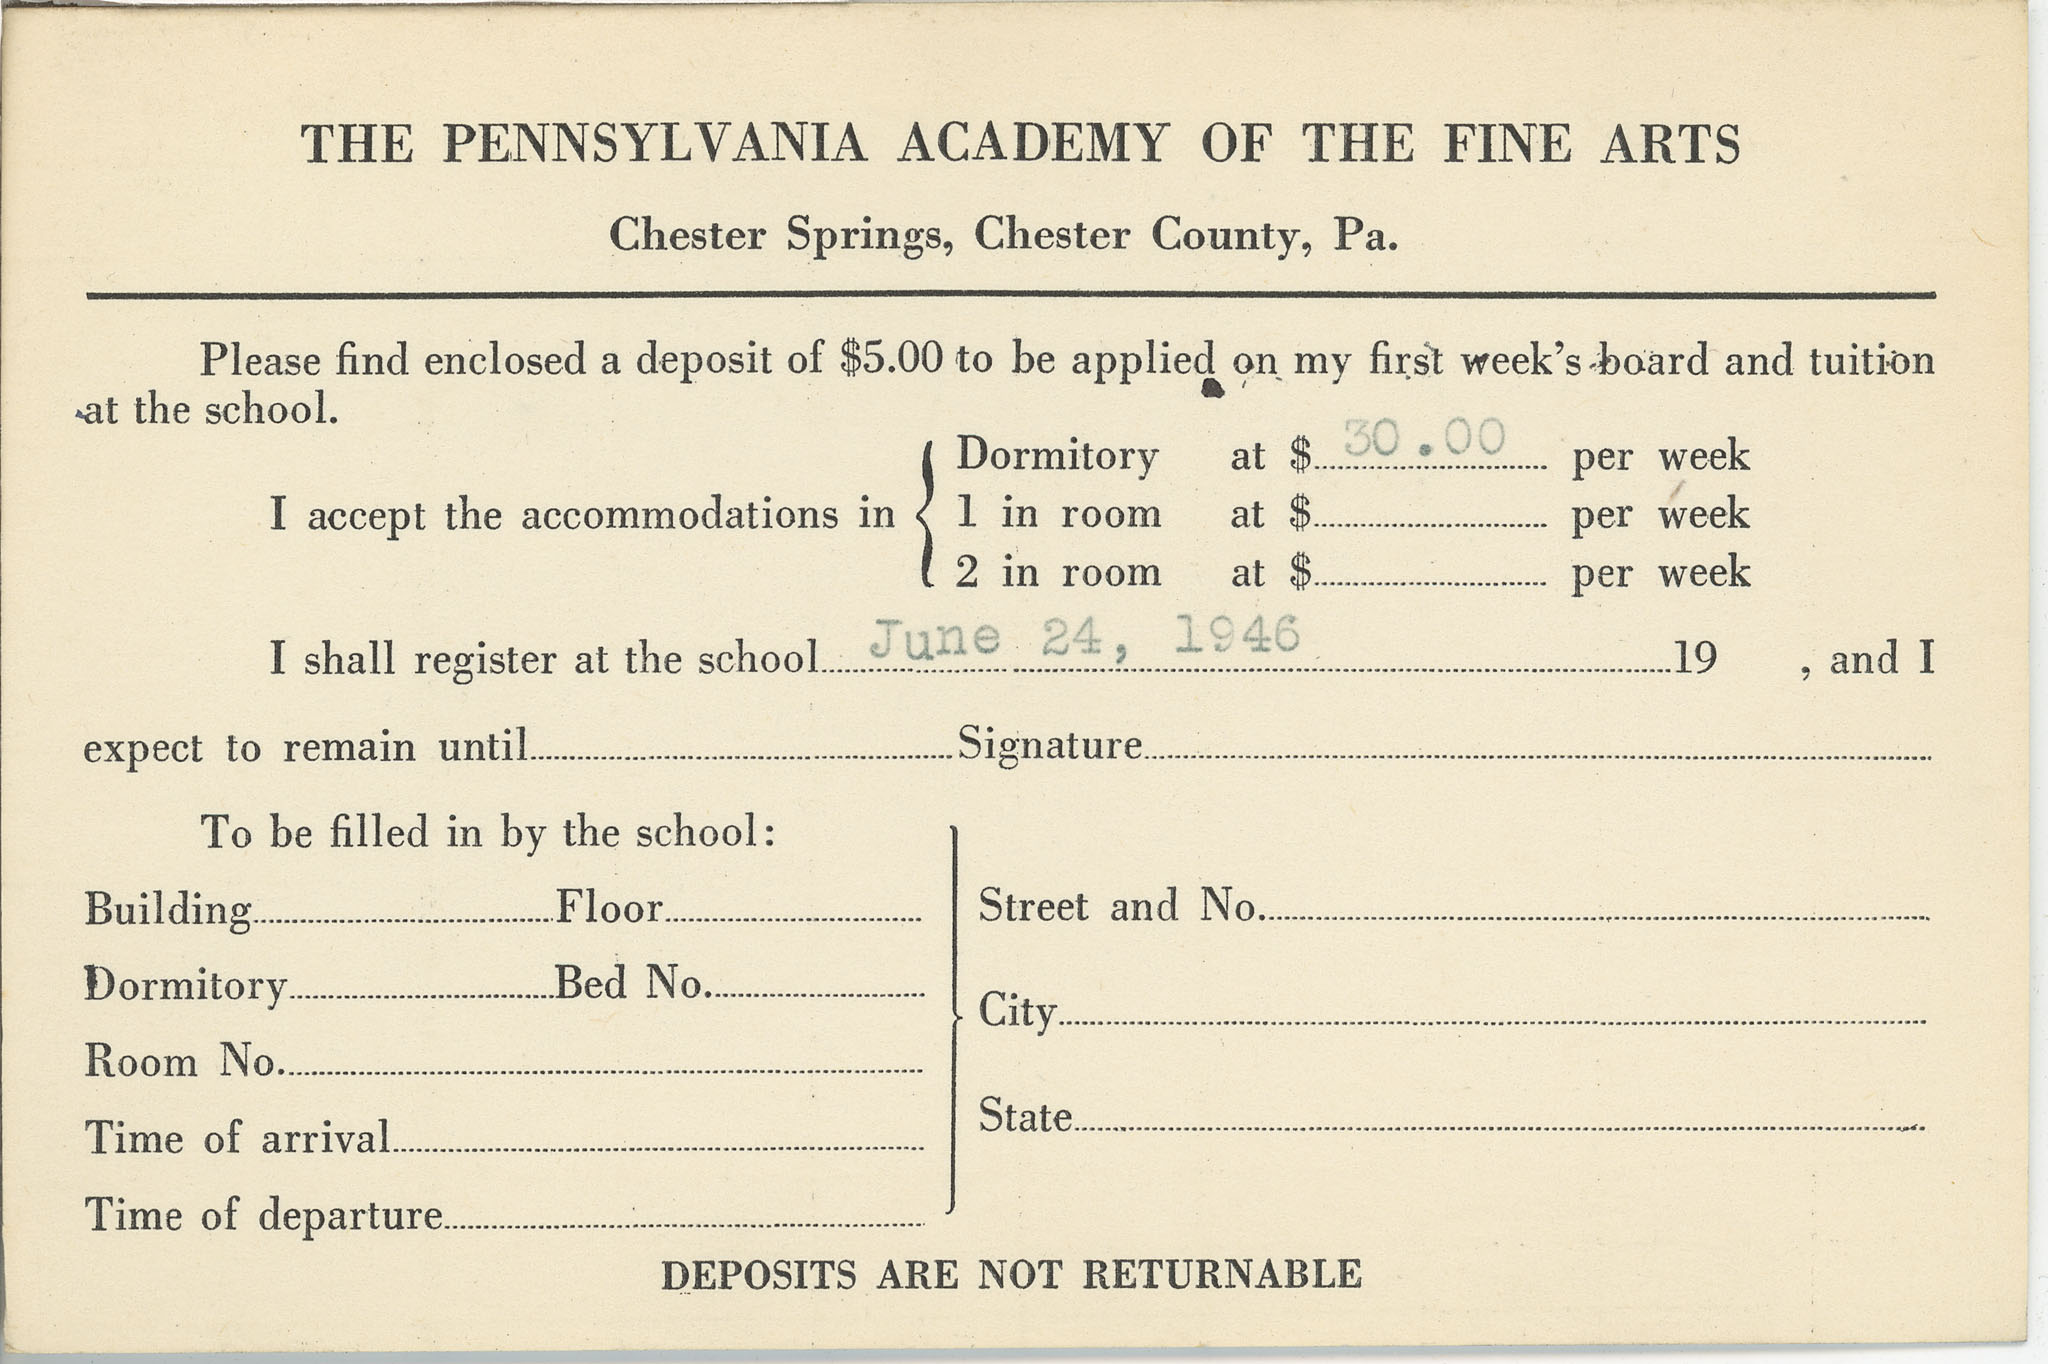 THE PENNSYLVANIA ACADEMY OF THE FINE ARTS
Chester Springs, Chester County, Pa.
Please find enclosed a deposit of $5.00 to be applied on my first week's board and tuition
at the school.
Dormitory at $ 30.00 per week
I accept the accommodations in 1 in room at $ per week
2 in room at $ per week
I shall register at the school June 24, 1946 19 , and I
expect to remain until Signature
To be filled in by the school:
Building Floor
Dormitory Bed No.
Room No.
Time of arrival
Time of departure
Street and No.
City
State
DEPOSITS ARE NOT RETURNABLE